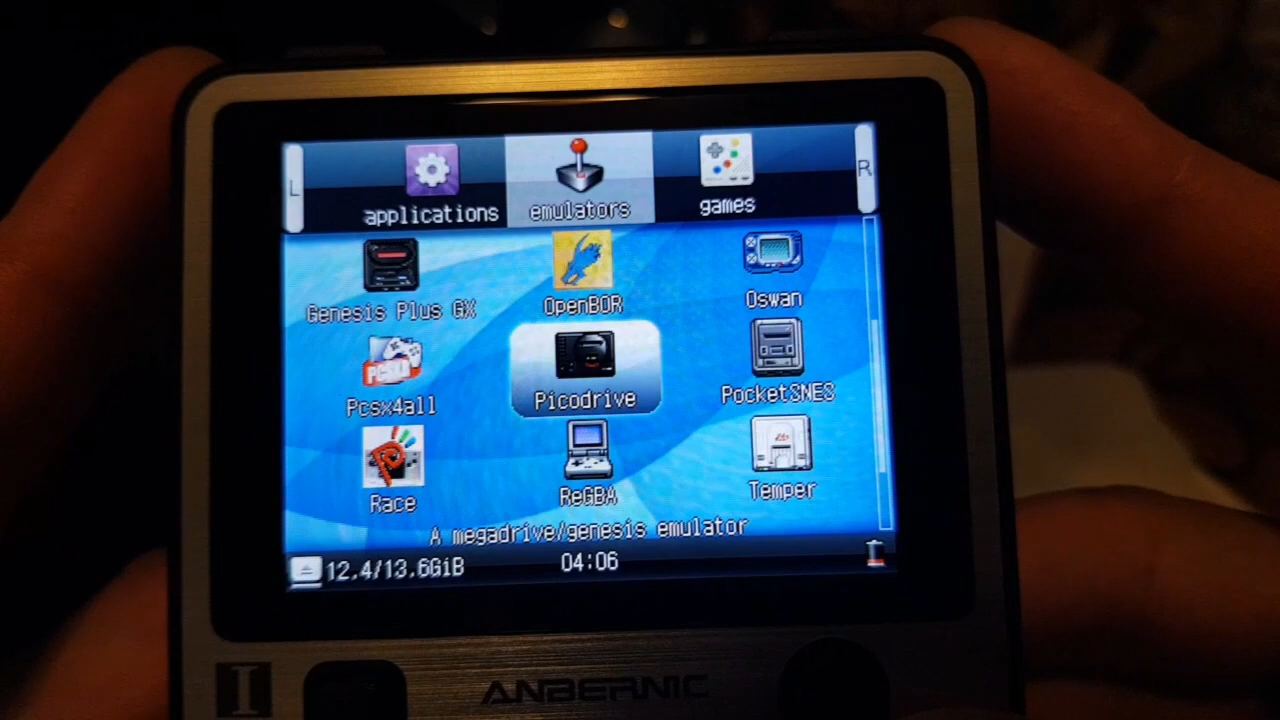 L
applications
emulators
games
R
Genesis Plus GX
OpenBOR
Oswan
Pcsx4all
Picodrive
PocketSNES
Race
ReGBA
Temper
A megadrive/genesis emulator
12.4/13.6GiB
04:06
I
ANBERNIC